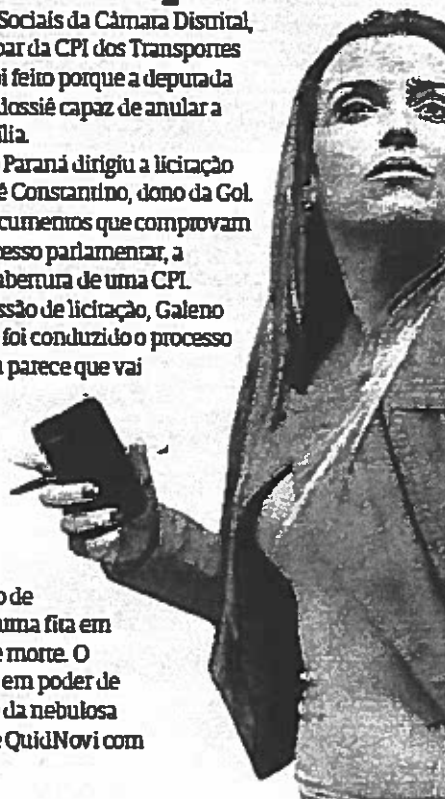 Sociais da Câmara Distrital,
par da CPI dos Transportes
i feito porque a deputada
dossiê capaz de anular a
ília.
Paraná dirigiu a licitação
ê Constantino, dono da Gol.
cumentos que comprovam
esso parlamentar, a
abertura de uma CPI.
ssão de licitação, Galeno
foi conduzido o processo
a parece que vai
o de
uma fita em
e morte. O
em poder de
da nebulosa
e QuidNovi com